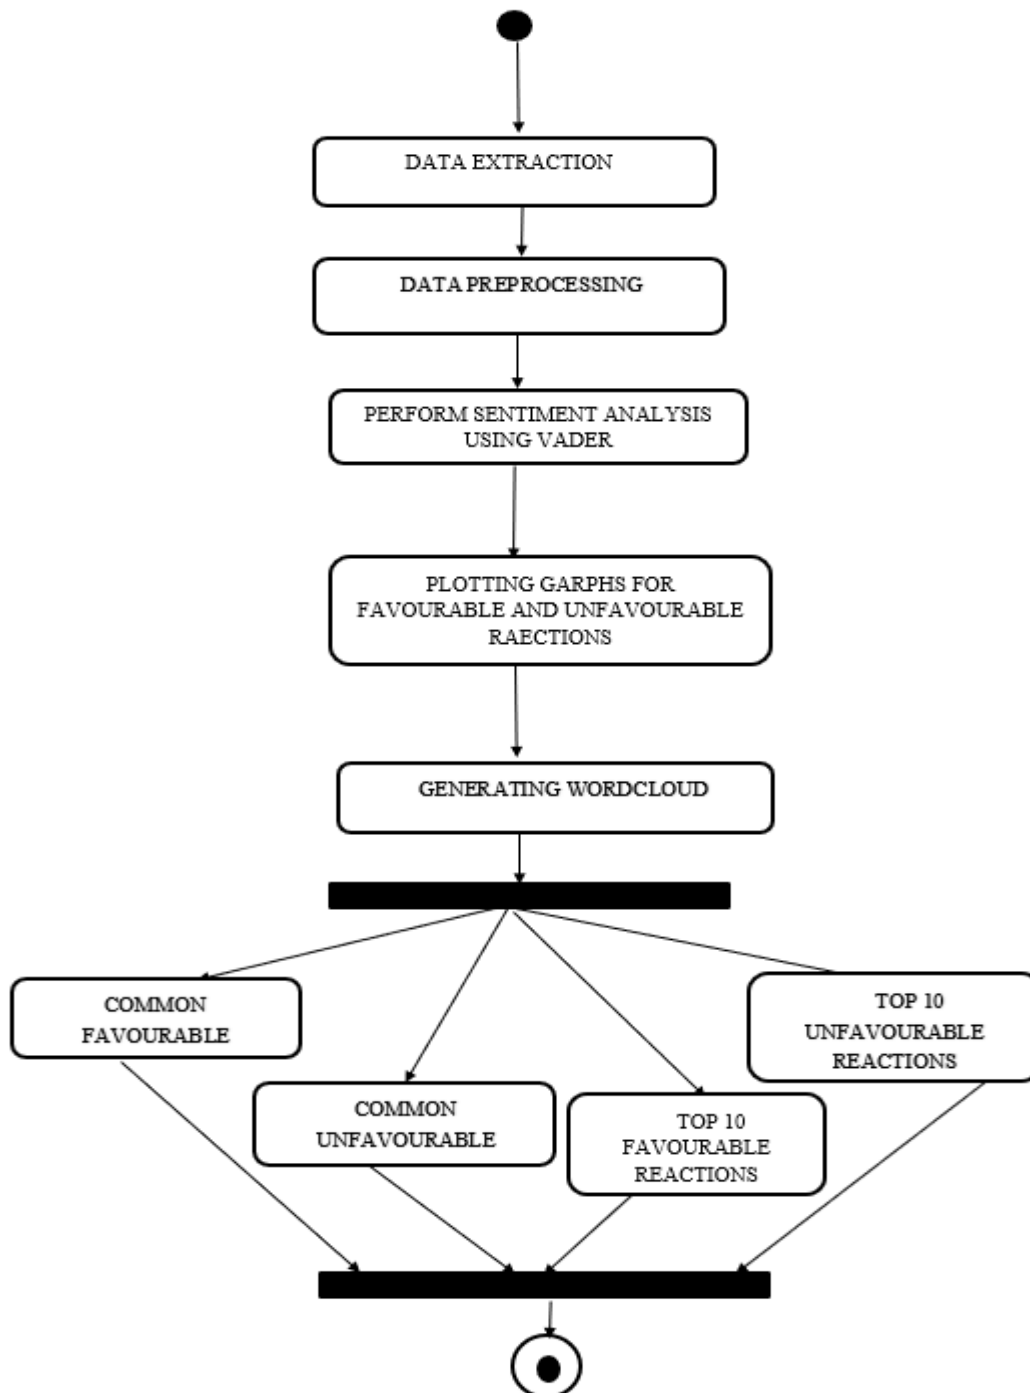 DATA EXTRACTION
DATA PREPROCESSING
PERFORM SENTIMENT ANALYSIS
USING VADER
PLOTTING GARPHS FOR
FAVOURABLE AND UNFAVOURABLE
RAECTIONS
GENERATING WORDCLOUD
COMMON
FAVOURABLE
COMMON
UNFAVOURABLE
TOP 10
FAVOURABLE
REACTIONS
TOP 10
UNFAVOURABLE
REACTIONS